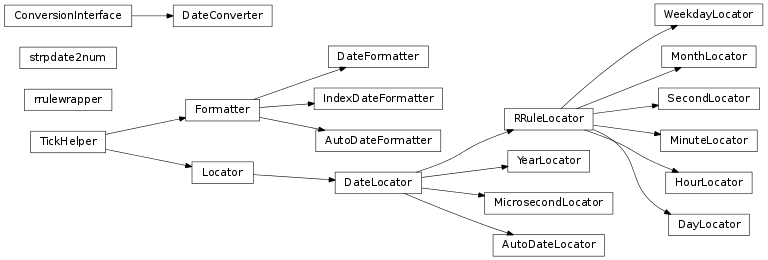 ConversionInterface
DateConverter
strpdate2num
rrulewrapper
TickHelper
Formatter
Locator
DateFormatter
IndexDateFormatter
AutoDateFormatter
DateLocator
RRuleLocator
YearLocator
MicrosecondLocator
AutoDateLocator
WeekdayLocator
MonthLocator
SecondLocator
MinuteLocator
HourLocator
DayLocator